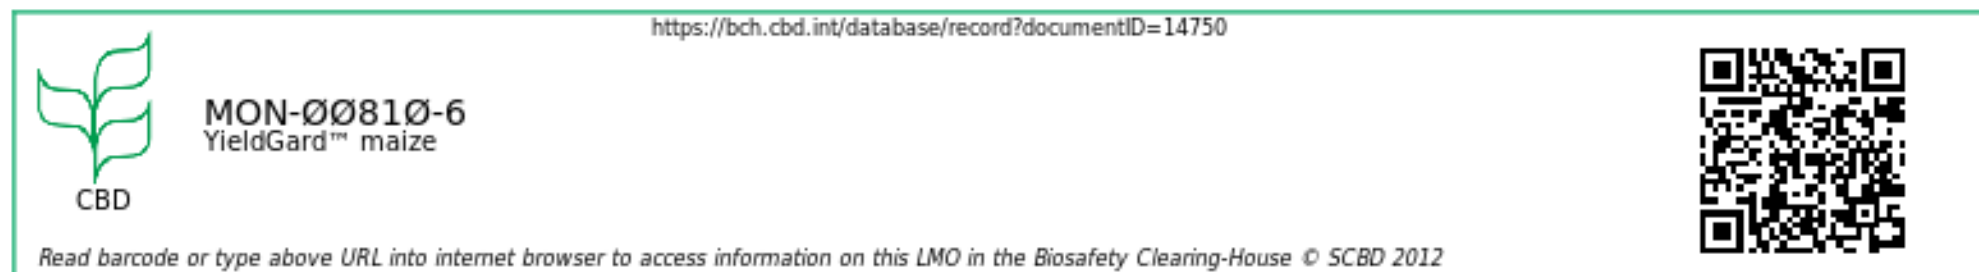 https://bch.cbd.int/database/record?documentID=14750
MON-ØØ81Ø-6
YieldGard™ maize
CBD
Read barcode or type above URL into internet browser to access information on this LMO in the Biosafety Clearing-House © SCBD 2012